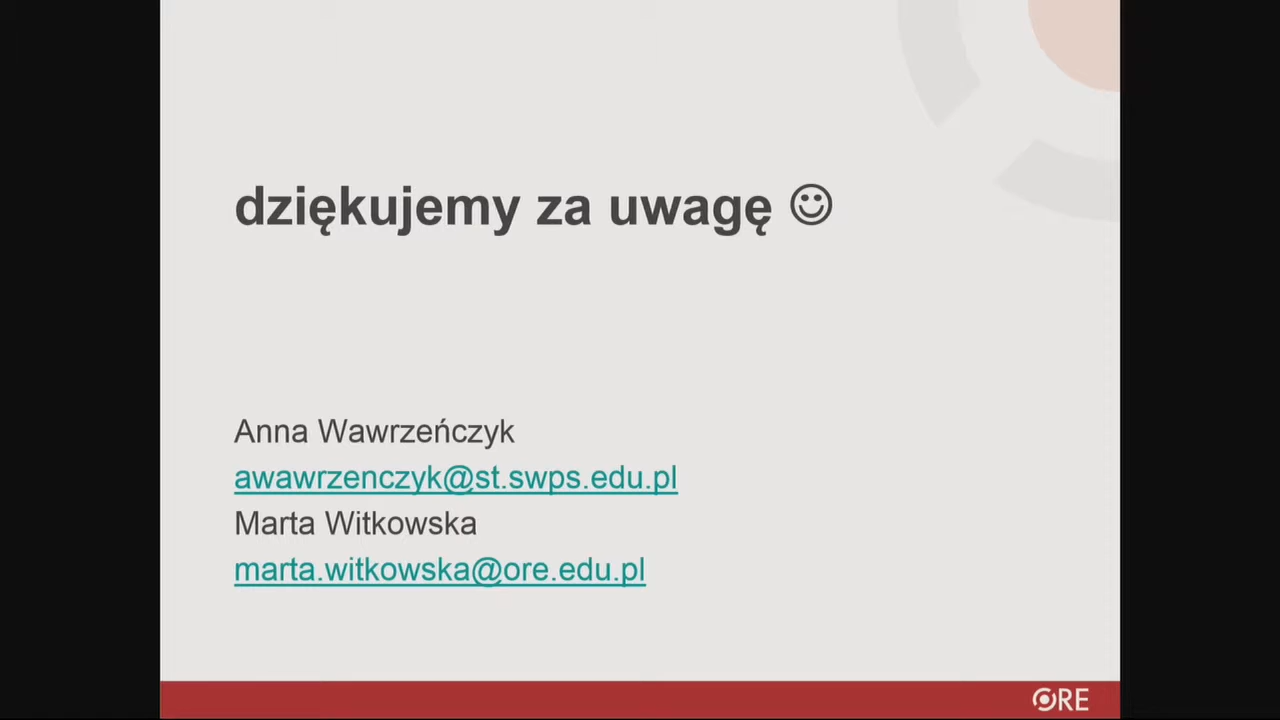 dziękujemy za uwagę ☺
Anna Wawrzeńczyk
awawrzenczyk@st.swps.edu.pl
Marta Witkowska
marta.witkowska@ore.edu.pl
ORE